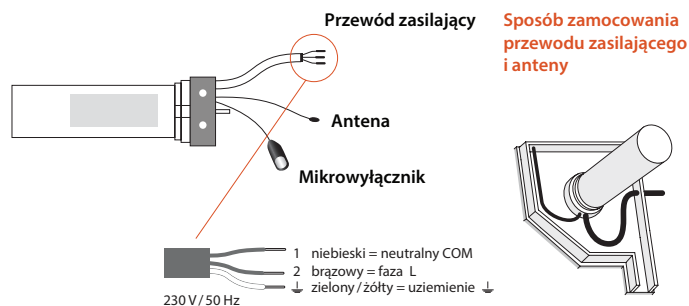 Przewód zasilający
Sposób zamocowania
przewodu zasilającego
i anteny
Antena
Mikrowyłącznik
1 niebieski = neutralny COM
2 brązowy = faza L
⏚ zielony / żółty = uziemienie ⏚
230 V / 50 Hz